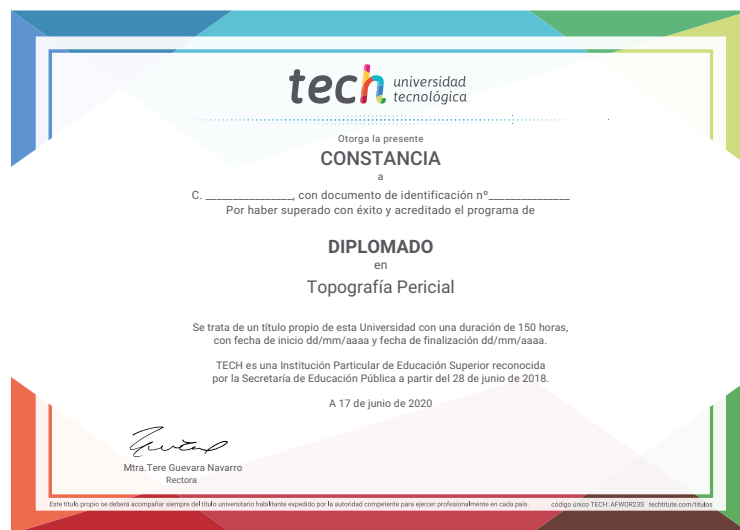 tech universidad
tecnológica
Otorga la presente
CONSTANCIA
a
C. ________________, con documento de identificación nº_______________
Por haber superado con éxito y acreditado el programa de
DIPLOMADO
en
Topografía Pericial
Se trata de un título propio de esta Universidad con una duración de 150 horas,
con fecha de inicio dd/mm/aaaa y fecha de finalización dd/mm/aaaa.
TECH es una Institución Particular de Educación Superior reconocida
por la Secretaría de Educación Pública a partir del 28 de junio de 2018.
A 17 de junio de 2020
Mtra.Tere Guevara Navarro
Rectora
Este título propio se deberá acompañar siempre del título universitario habilitante expedido por la autoridad competente para ejercer profesionalmente en cada país. código único TECH: AFWOR23S techtitute.com/titulos